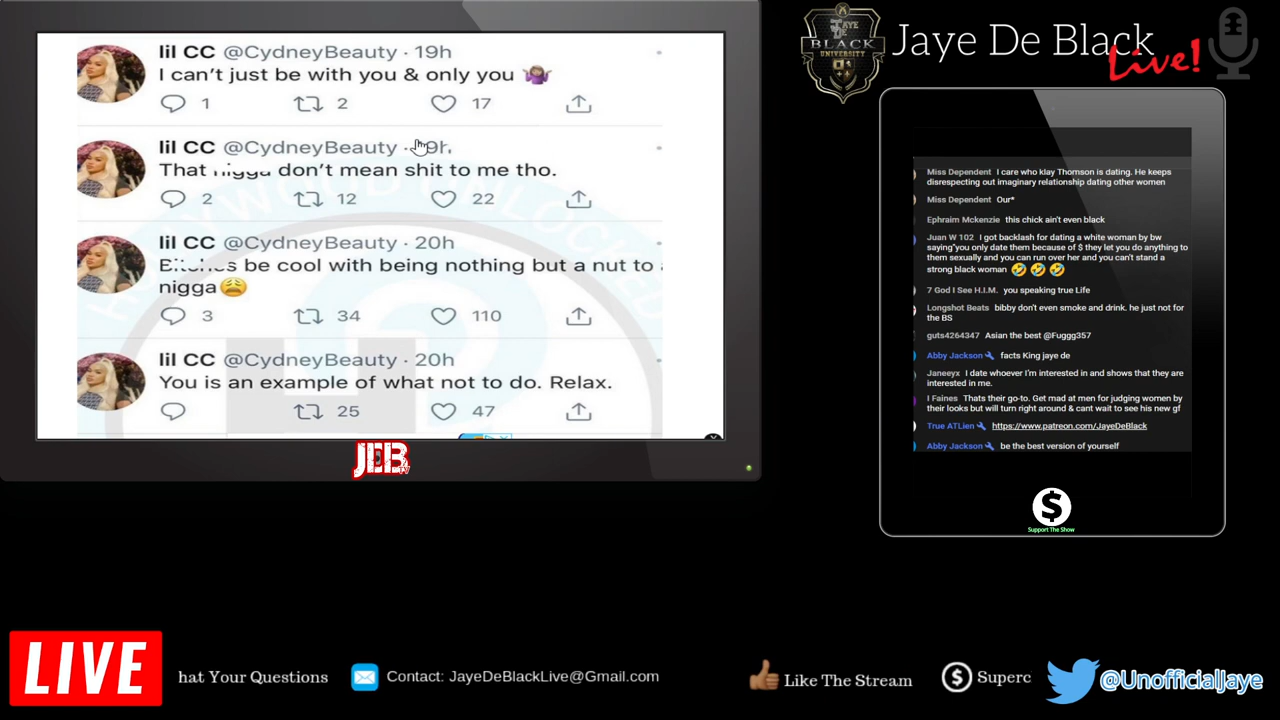 lil CC @CydneyBeauty · 19h
I can't just be with you & only you 🤷🏽‍♀️
1 2 17
lil CC @CydneyBeauty · 19h
That nigga don't mean shit to me tho.
2 12 22
lil CC @CydneyBeauty · 20h
Bitches be cool with being nothing but a nut to
nigga😩
3 34 110
lil CC @CydneyBeauty · 20h
You is an example of what not to do. Relax.
25 47
JEB
TV
JAYE
DE
BLACK
UNIVERSITY
Jaye De Black
Live!
Miss Dependent I care who klay Thomson is dating. He keeps
disrespecting out imaginary relationship dating other women
Miss Dependent Our*
Ephraim Mckenzie this chick ain't even black
Juan W 102 I got backlash for dating a white woman by bw
saying"you only date them because of $ they let you do anything to
them sexually and you can run over her and you can't stand a
strong black woman 🤣 🤣 🤣
7 God I See H.I.M. you speaking true Life
Longshot Beats bibby don't even smoke and drink. he just not for
the BS
guts4264347 Asian the best @Fuggg357
Abby Jackson facts King jaye de
Janeeyx I date whoever I'm interested in and shows that they are
interested in me.
I Faines Thats their go-to. Get mad at men for judging women by
their looks but will turn right around & cant wait to see his new gf
True ATLien https://www.patreon.com/JayeDeBlack
Abby Jackson be the best version of yourself
$
Support The Show
LIVE
hat Your Questions
Contact: JayeDeBlackLive@Gmail.com
Like The Stream
$ Superc
@UnofficialJaye